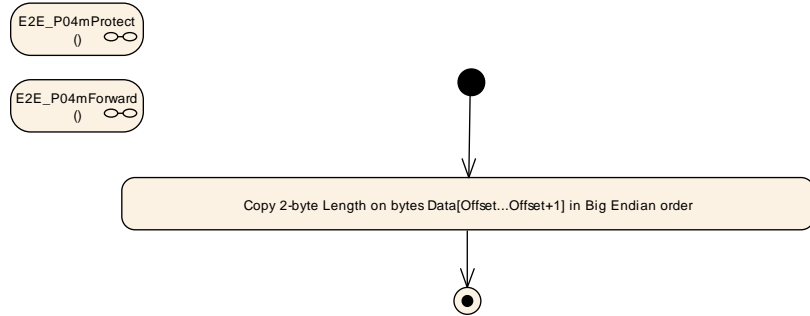 E2E_P04mProtect
()
E2E_P04mForward
()
Copy 2-byte Length on bytes Data[Offset...Offset+1] in Big Endian order